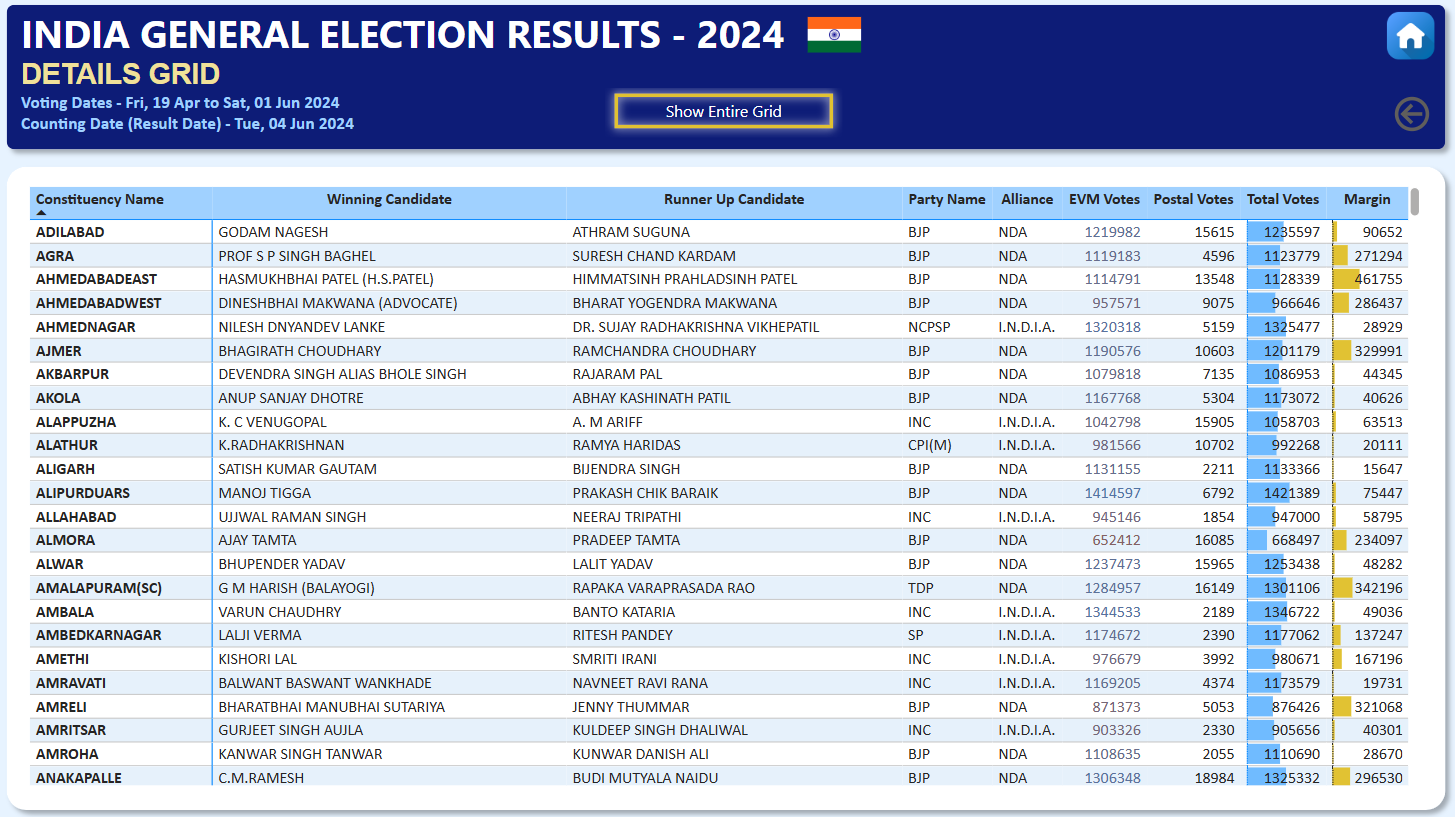 INDIA GENERAL ELECTION RESULTS - 2024
DETAILS GRID
Voting Dates - Fri, 19 Apr to Sat, 01 Jun 2024
Counting Date (Result Date) - Tue, 04 Jun 2024
Show Entire Grid
Constituency Name Winning Candidate Runner Up Candidate Party Name Alliance EVM Votes Postal Votes Total Votes Margin
ADILABAD GODAM NAGESH ATHRAM SUGUNA BJP NDA 1219982 15615 1235597 90652
AGRA PROF S P SINGH BAGHEL SURESH CHAND KARDAM BJP NDA 1119183 4596 1123779 271294
AHMEDABADEAST HASMUKHBHAI PATEL (H.S.PATEL) HIMMATSINH PRAHLADSINH PATEL BJP NDA 1114791 13548 1128339 461755
AHMEDABADWEST DINESHBHAI MAKWANA (ADVOCATE) BHARAT YOGENDRA MAKWANA BJP NDA 957571 9075 966646 286437
AHMEDNAGAR NILESH DNYANDEV LANKE DR. SUJAY RADHAKRISHNA VIKHEPATIL NCPSP I.N.D.I.A. 1320318 5159 1325477 28929
AJMER BHAGIRATH CHOUDHARY RAMCHANDRA CHOUDHARY BJP NDA 1190576 10603 1201179 329991
AKBARPUR DEVENDRA SINGH ALIAS BHOLE SINGH RAJARAM PAL BJP NDA 1079818 7135 1086953 44345
AKOLA ANUP SANJAY DHOTRE ABHAY KASHINATH PATIL BJP NDA 1167768 5304 1173072 40626
ALAPPUZHA K. C VENUGOPAL A. M ARIFF INC I.N.D.I.A. 1042798 15905 1058703 63513
ALATHUR K.RADHAKRISHNAN RAMYA HARIDAS CPI(M) I.N.D.I.A. 981566 10702 992268 20111
ALIGARH SATISH KUMAR GAUTAM BIJENDRA SINGH BJP NDA 1131155 2211 1133366 15647
ALIPURDUARS MANOJ TIGGA PRAKASH CHIK BARAIK BJP NDA 1414597 6792 1421389 75447
ALLAHABAD UJJWAL RAMAN SINGH NEERAJ TRIPATHI INC I.N.D.I.A. 945146 1854 947000 58795
ALMORA AJAY TAMTA PRADEEP TAMTA BJP NDA 652412 16085 668497 234097
ALWAR BHUPENDER YADAV LALIT YADAV BJP NDA 1237473 15965 1253438 48282
AMALAPURAM(SC) G M HARISH (BALAYOGI) RAPAKA VARAPRASADA RAO TDP NDA 1284957 16149 1301106 342196
AMBALA VARUN CHAUDHRY BANTO KATARIA INC I.N.D.I.A. 1344533 2189 1346722 49036
AMBEDKARNAGAR LALJI VERMA RITESH PANDEY SP I.N.D.I.A. 1174672 2390 1177062 137247
AMETHI KISHORI LAL SMRITI IRANI INC I.N.D.I.A. 976679 3992 980671 167196
AMRAVATI BALWANT BASWANT WANKHADE NAVNEET RAVI RANA INC I.N.D.I.A. 1169205 4374 1173579 19731
AMRELI BHARATBHAI MANUBHAI SUTARIYA JENNY THUMMAR BJP NDA 871373 5053 876426 321068
AMRITSAR GURJEET SINGH AUJLA KULDEEP SINGH DHALIWAL INC I.N.D.I.A. 903326 2330 905656 40301
AMROHA KANWAR SINGH TANWAR KUNWAR DANISH ALI BJP NDA 1108635 2055 1110690 28670
ANAKAPALLE C.M.RAMESH BUDI MUTYALA NAIDU BJP NDA 1306348 18984 1325332 296530